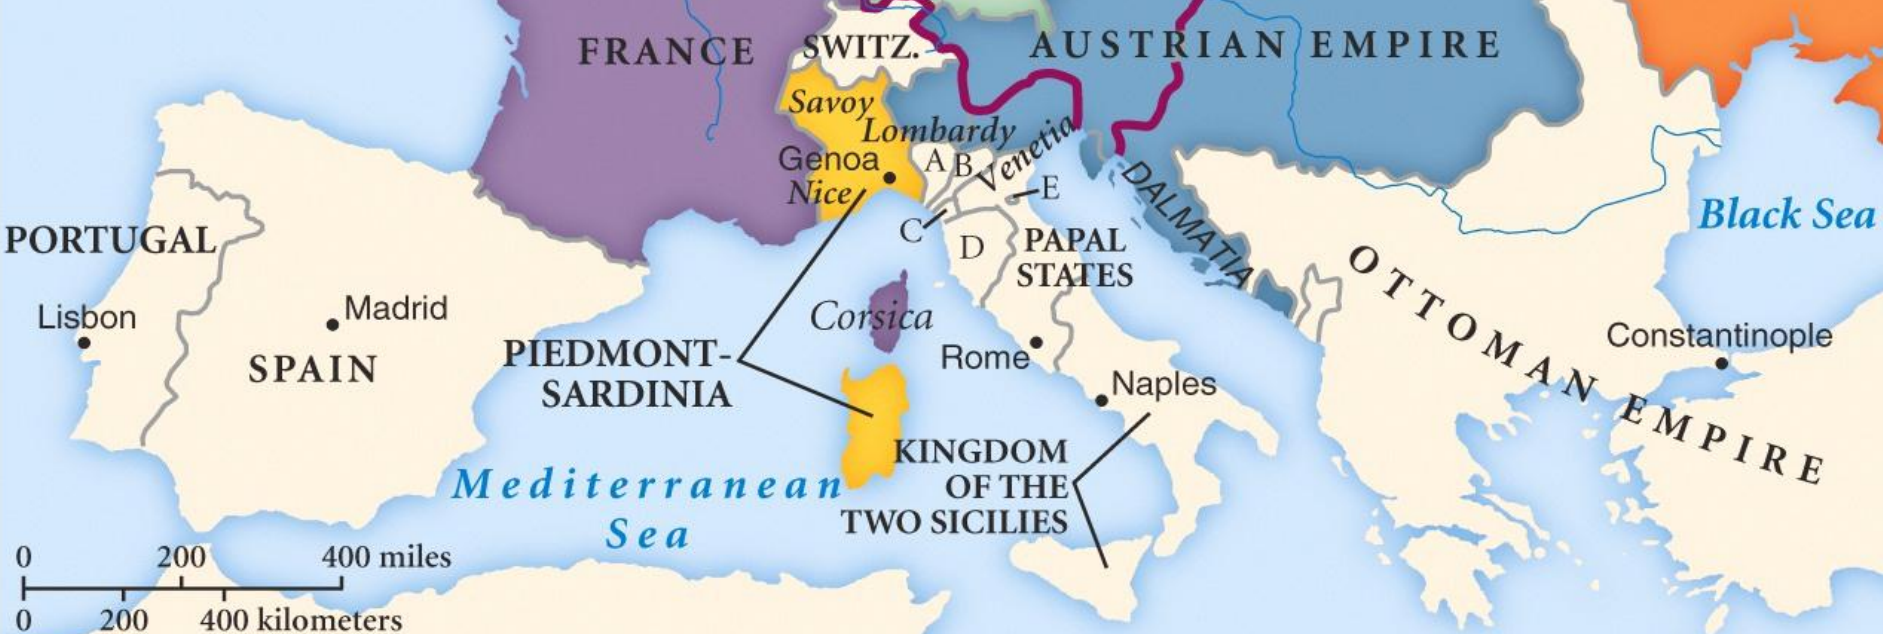 FRANCE
SWITZ.
AUSTRIAN EMPIRE
Savoy
Lombardy
Venetia
Genoa
A
B
Nice
E
DALMATIA
Black Sea
PORTUGAL
C
D
PAPAL
STATES
OTTOMAN EMPIRE
Lisbon
Madrid
Corsica
Constantinople
SPAIN
PIEDMONT-
SARDINIA
Rome
Naples
KINGDOM
OF THE
TWO SICILIES
Mediterranean
Sea
0 200 400 miles
0 200 400 kilometers